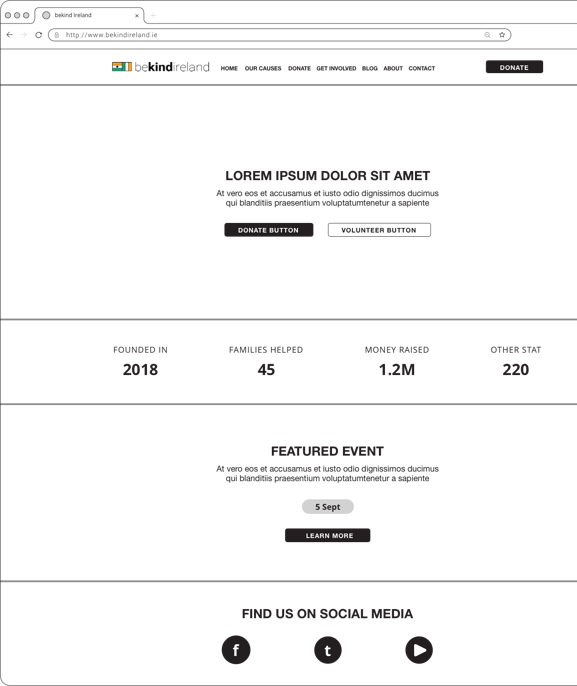 bekind Ireland
http://www.bekindireland.ie
bekindireland HOME OUR CAUSES DONATE GET INVOLVED BLOG ABOUT CONTACT DONATE
LOREM IPSUM DOLOR SIT AMET
At vero eos et accusamus et iusto odio dignissimos ducimus
qui blanditiis praesentium voluptatumtenetur a sapiente
DONATE BUTTON VOLUNTEER BUTTON
FOUNDED IN FAMILIES HELPED MONEY RAISED OTHER STAT
2018 45 1.2M 220
FEATURED EVENT
At vero eos et accusamus et iusto odio dignissimos ducimus
qui blanditiis praesentium voluptatumtenetur a sapiente
5 Sept
LEARN MORE
FIND US ON SOCIAL MEDIA
f t